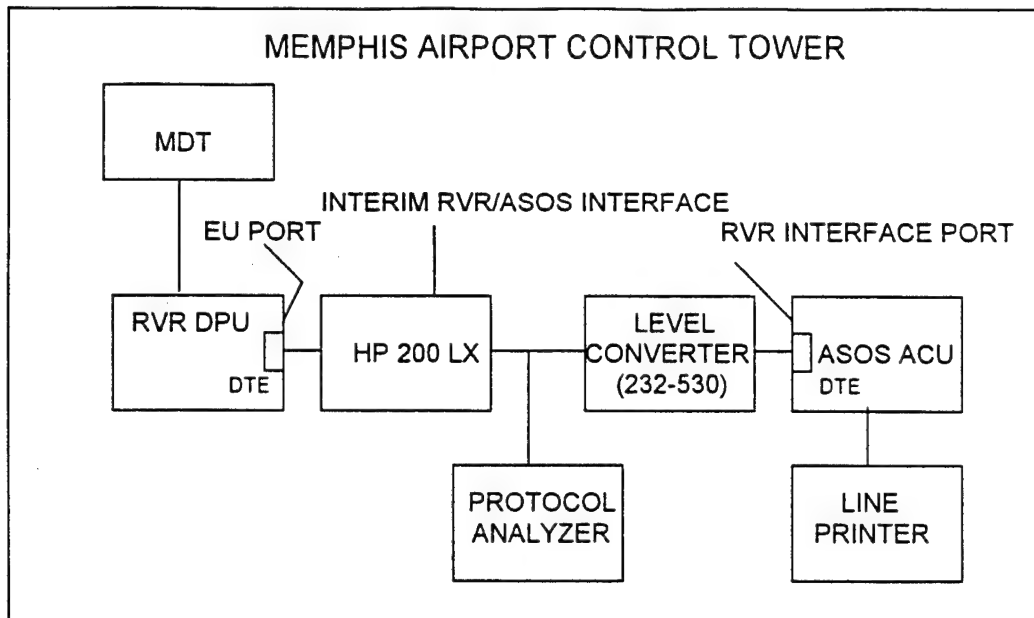 MEMPHIS AIRPORT CONTROL TOWER
MDT
INTERIM RVR/ASOS INTERFACE
EU PORT
RVR INTERFACE PORT
RVR DPU
DTE
HP 200 LX
LEVEL
CONVERTER
(232-530)
ASOS ACU
DTE
PROTOCOL
ANALYZER
LINE
PRINTER